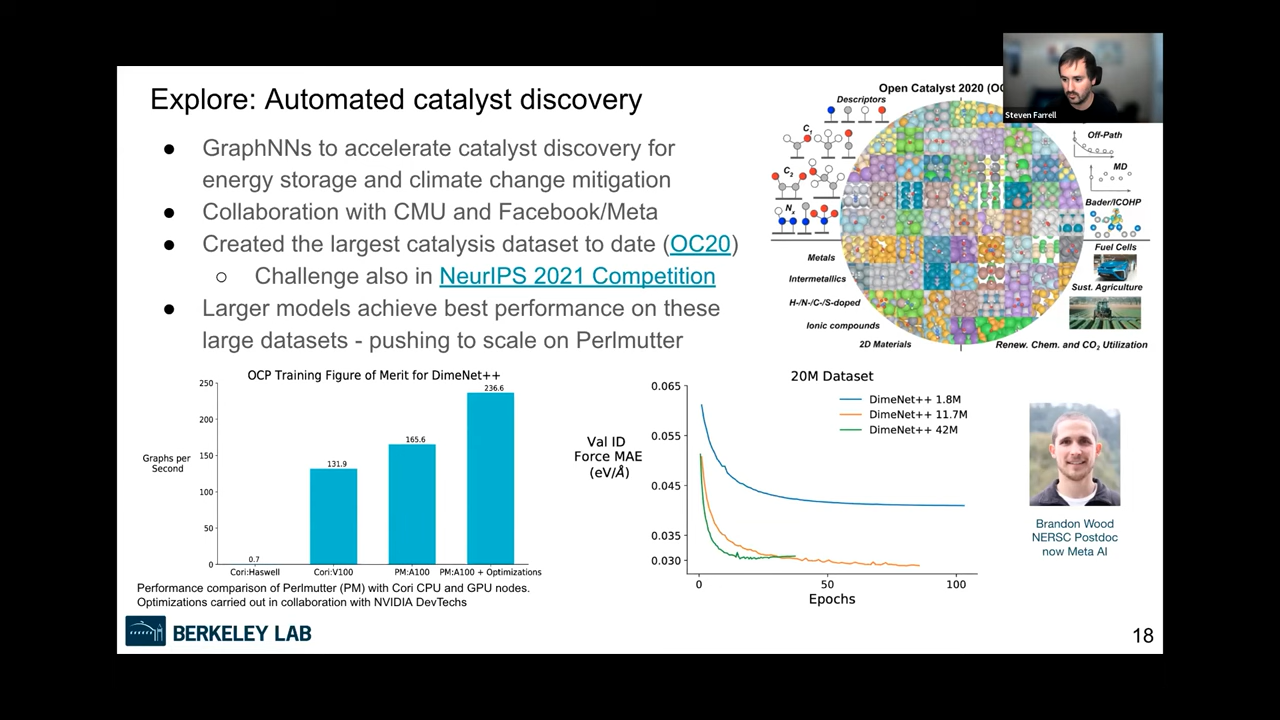 Steven Farrell
Explore: Automated catalyst discovery
● GraphNNs to accelerate catalyst discovery for
energy storage and climate change mitigation
● Collaboration with CMU and Facebook/Meta
● Created the largest catalysis dataset to date (OC20)
○ Challenge also in NeurIPS 2021 Competition
● Larger models achieve best performance on these
large datasets - pushing to scale on Perlmutter
Open Catalyst 2020 (OC
Descriptors
C₁
C₂
Nₓ
Metals
Intermetallics
H-/N-/C-/S-doped
Ionic compounds
2D Materials
Off-Path
MD
Bader/ICOHP
Fuel Cells
Sust. Agriculture
Renew. Chem. and CO₂ Utilization
OCP Training Figure of Merit for DimeNet++
Graphs per
Second
250
200
150
100
50
0
0.7
131.9
165.6
236.6
Cori:Haswell
Cori:V100
PM:A100
PM:A100 + Optimizations
Performance comparison of Perlmutter (PM) with Cori CPU and GPU nodes.
Optimizations carried out in collaboration with NVIDIA DevTechs
20M Dataset
DimeNet++ 1.8M
DimeNet++ 11.7M
DimeNet++ 42M
Val ID
Force MAE
(eV/Å)
0.065
0.055
0.045
0.035
0.030
0
50
100
Epochs
Brandon Wood
NERSC Postdoc
now Meta AI
BERKELEY LAB
18